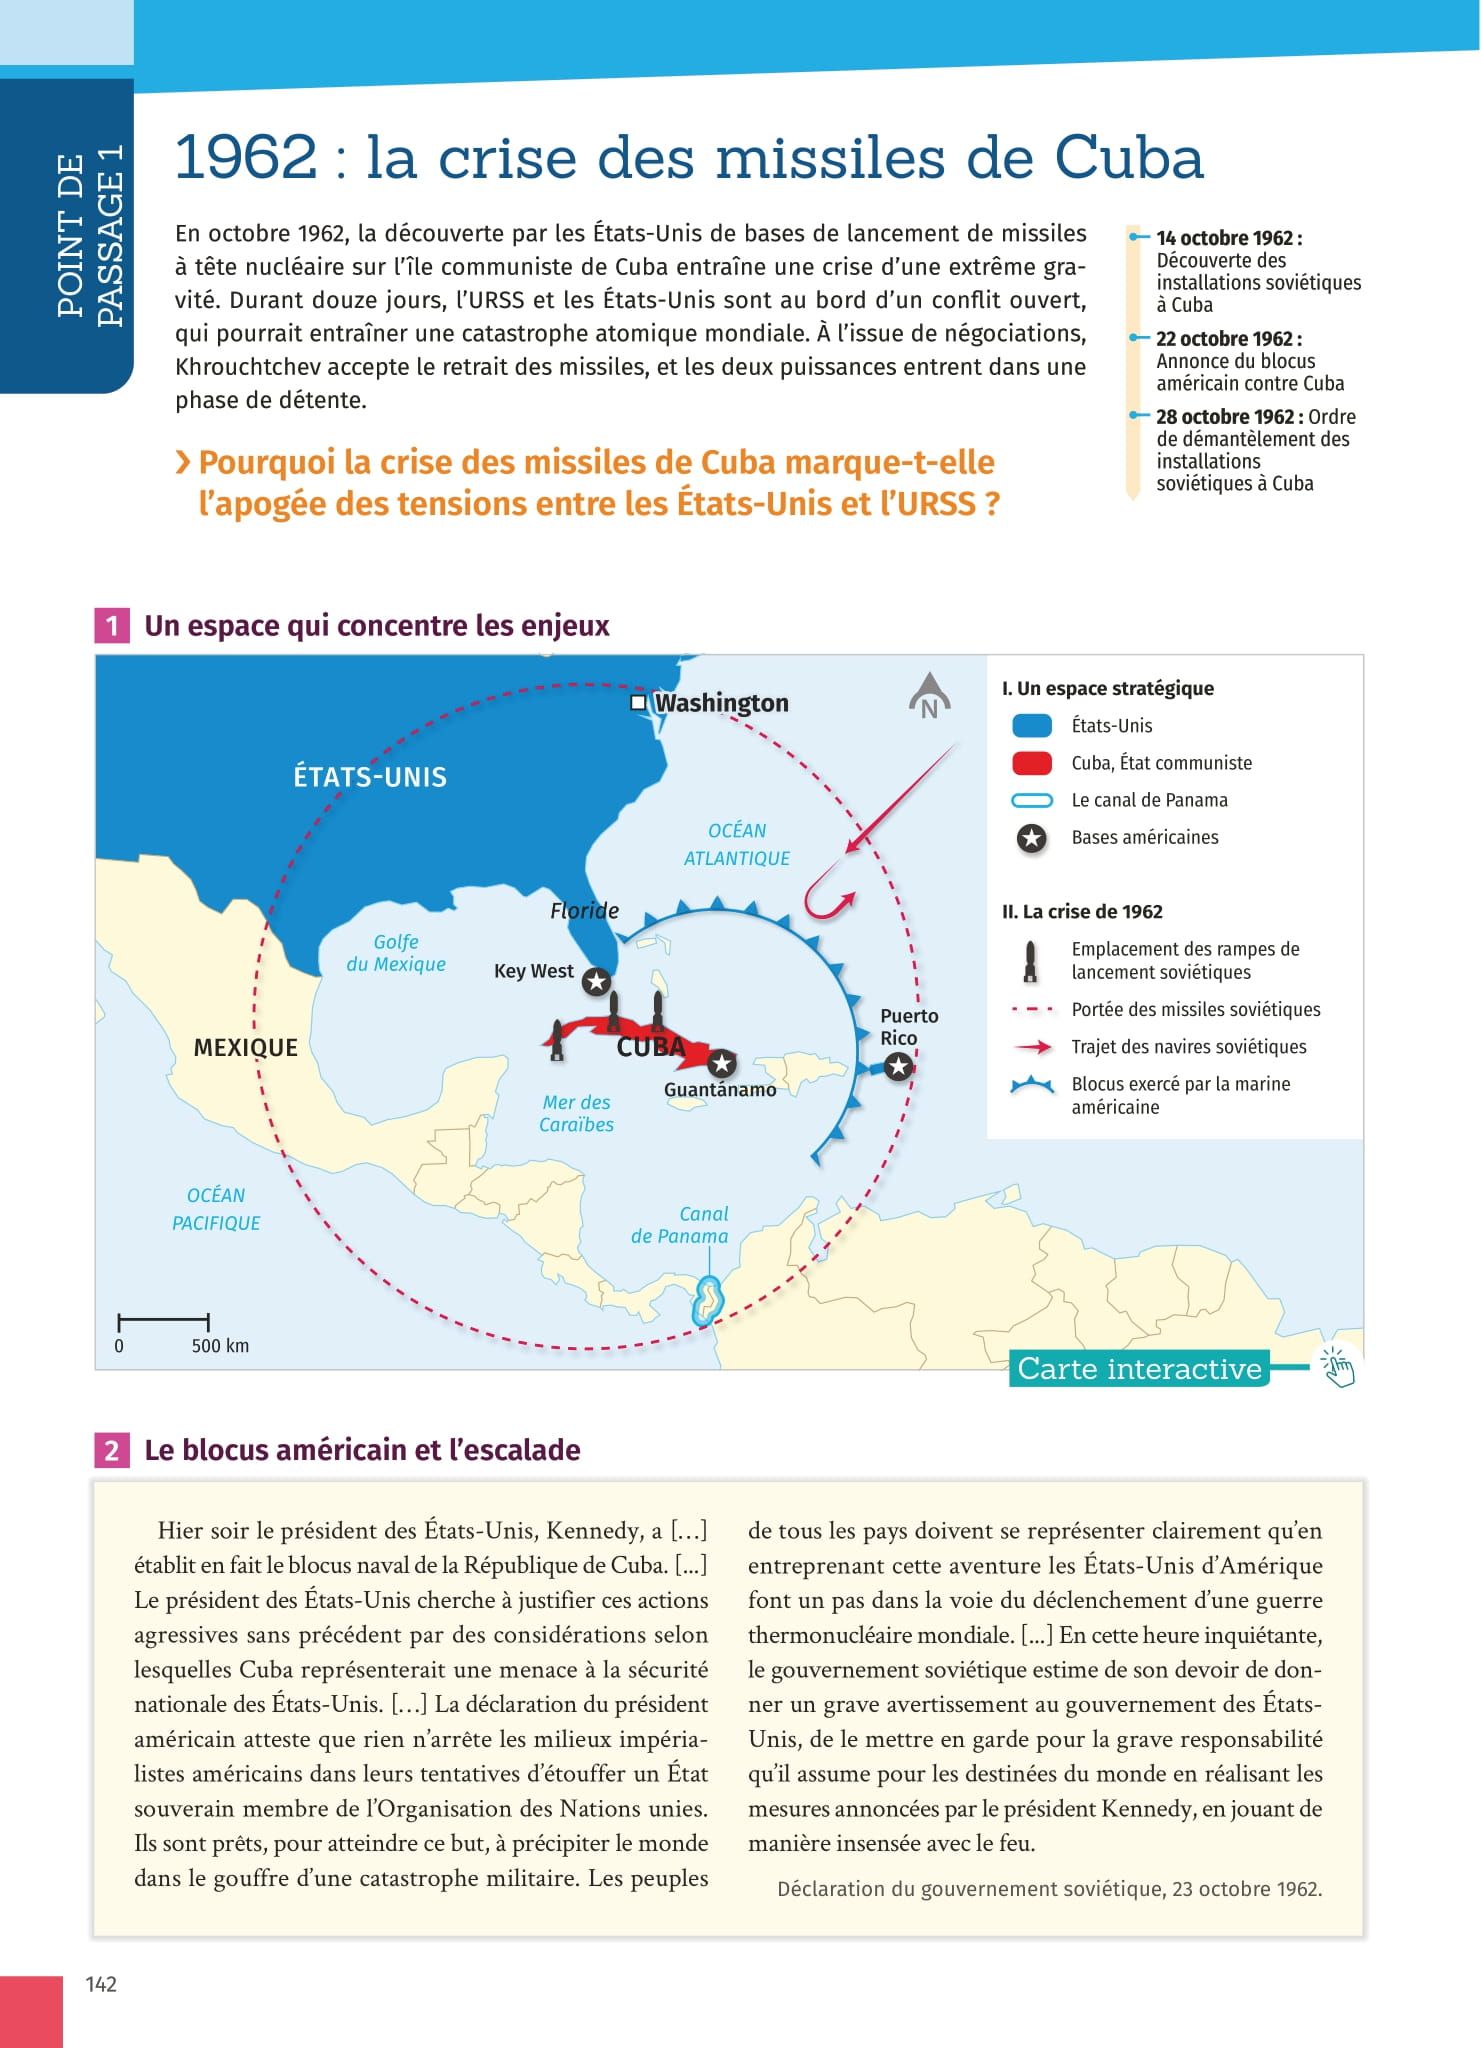 POINT DE
PASSAGE 1
1962 : la crise des missiles de Cuba
En octobre 1962, la découverte par les États-Unis de bases de lancement de missiles
à tête nucléaire sur l’île communiste de Cuba entraîne une crise d’une extrême gra-
vité. Durant douze jours, l’URSS et les États-Unis sont au bord d’un conflit ouvert,
qui pourrait entraîner une catastrophe atomique mondiale. À l’issue de négociations,
Khrouchtchev accepte le retrait des missiles, et les deux puissances entrent dans une
phase de détente.
› Pourquoi la crise des missiles de Cuba marque-t-elle
l’apogée des tensions entre les États-Unis et l’URSS ?
14 octobre 1962 :
Découverte des
installations soviétiques
à Cuba
22 octobre 1962 :
Annonce du blocus
américain contre Cuba
28 octobre 1962 : Ordre
de démantèlement des
installations
soviétiques à Cuba
1 Un espace qui concentre les enjeux
Washington
N
ÉTATS-UNIS
OCÉAN
ATLANTIQUE
Floride
Golfe
du Mexique
Key West
Puerto
Rico
MEXIQUE
CUBA
Guantánamo
Mer des
Caraïbes
OCÉAN
PACIFIQUE
Canal
de Panama
0 500 km
I. Un espace stratégique
États-Unis
Cuba, État communiste
Le canal de Panama
Bases américaines
II. La crise de 1962
Emplacement des rampes de
lancement soviétiques
Portée des missiles soviétiques
Trajet des navires soviétiques
Blocus exercé par la marine
américaine
Carte interactive
2 Le blocus américain et l’escalade
Hier soir le président des États-Unis, Kennedy, a […]
établit en fait le blocus naval de la République de Cuba. [...]
Le président des États-Unis cherche à justifier ces actions
agressives sans précédent par des considérations selon
lesquelles Cuba représenterait une menace à la sécurité
nationale des États-Unis. […] La déclaration du président
américain atteste que rien n’arrête les milieux impéria-
listes américains dans leurs tentatives d’étouffer un État
souverain membre de l’Organisation des Nations unies.
Ils sont prêts, pour atteindre ce but, à précipiter le monde
dans le gouffre d’une catastrophe militaire. Les peuples
de tous les pays doivent se représenter clairement qu’en
entreprenant cette aventure les États-Unis d’Amérique
font un pas dans la voie du déclenchement d’une guerre
thermonucléaire mondiale. [...] En cette heure inquiétante,
le gouvernement soviétique estime de son devoir de don-
ner un grave avertissement au gouvernement des États-
Unis, de le mettre en garde pour la grave responsabilité
qu’il assume pour les destinées du monde en réalisant les
mesures annoncées par le président Kennedy, en jouant de
manière insensée avec le feu.
Déclaration du gouvernement soviétique, 23 octobre 1962.
142